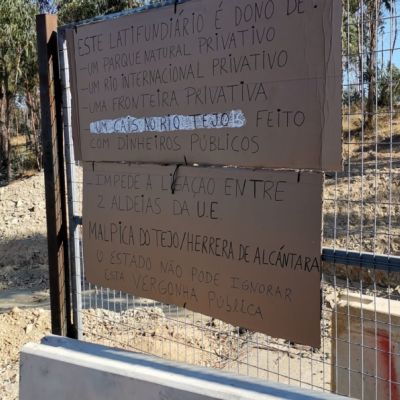 ESTE LATIFUNDIÁRIO É DONO DE:
-UM PARQUE NATURAL PRIVATIVO
-UM RIO INTERNACIONAL PRIVATIVO
-UMA FRONTEIRA PRIVATIVA
-UM CAIS NO RIO TEJO FEITO
COM DINHEIROS PÚBLICOS
-IMPEDE A LIGAÇÃO ENTRE
2 ALDEIAS DA U.E.
MALPICA DO TEJO/HERRERA DE ALCÁNTARA
O ESTADO NÃO PODE IGNORAR
ESTA VERGONHA PÚBLICA